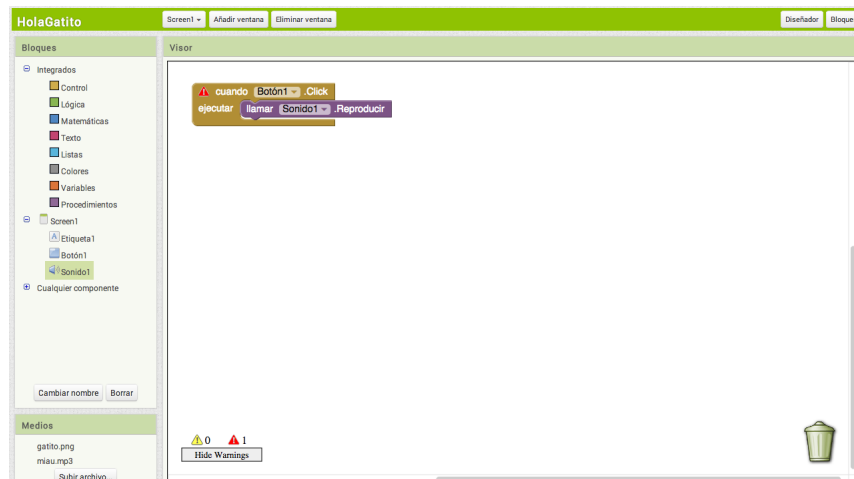 HolaGatito
Screen1
Añadir ventana
Eliminar ventana
Diseñador
Bloque
Bloques
Visor
Integrados
Control
Lógica
Matemáticas
Texto
Listas
Colores
Variables
Procedimientos
Screen1
Etiqueta1
Botón1
Sonido1
Cualquier componente
Cambiar nombre
Borrar
Medios
gatito.png
miau.mp3
Subir archivo...
cuando Botón1 .Click
ejecutar llamar Sonido1 .Reproducir
0 1
Hide Warnings